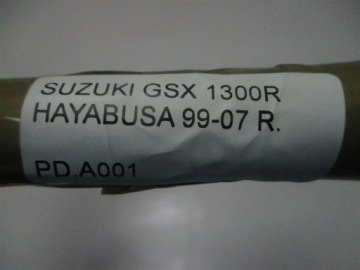 SUZUKI GSX 1300R
HAYABUSA 99-07 R.
PD.A001